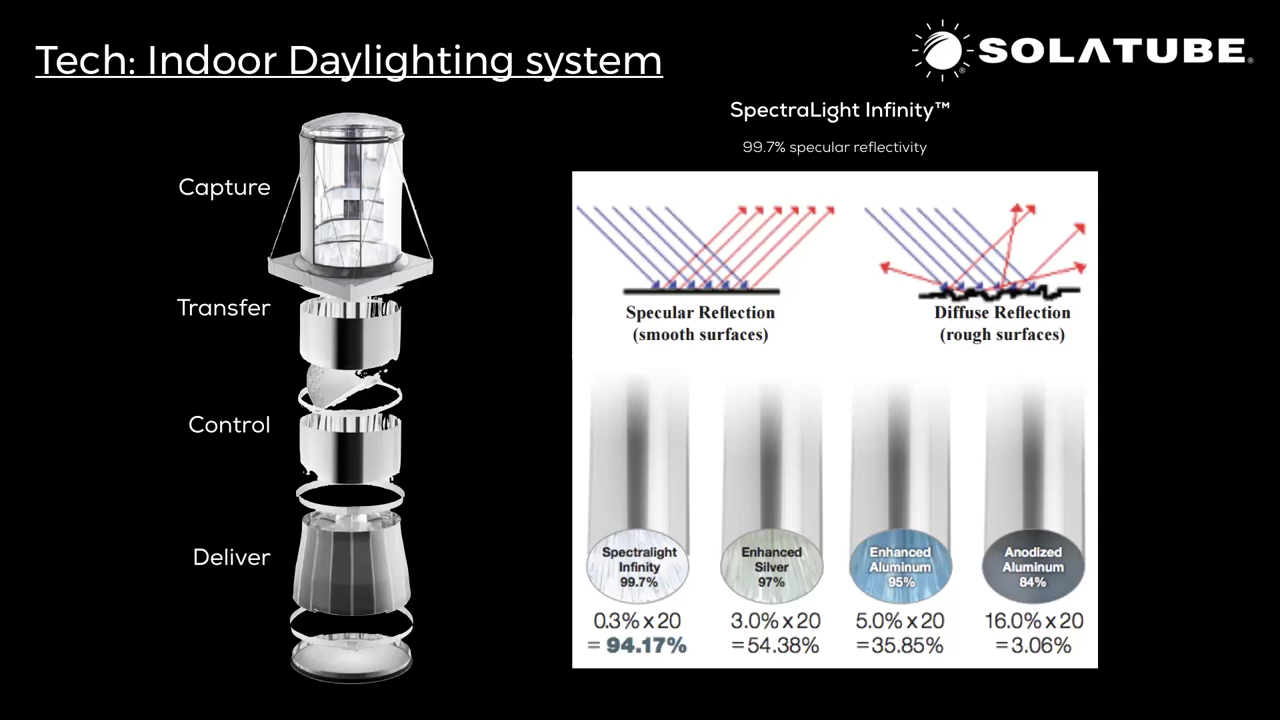 Tech: Indoor Daylighting system
SOLATUBE®
SpectraLight Infinity™
99.7% specular reflectivity
Capture
Transfer
Control
Deliver
Specular Reflection
(smooth surfaces)
Diffuse Reflection
(rough surfaces)
Spectralight
Infinity
99.7%
0.3% x 20
= 94.17%
Enhanced
Silver
97%
3.0% x 20
=54.38%
Enhanced
Aluminum
95%
5.0% x 20
=35.85%
Anodized
Aluminum
84%
16.0% x 20
=3.06%